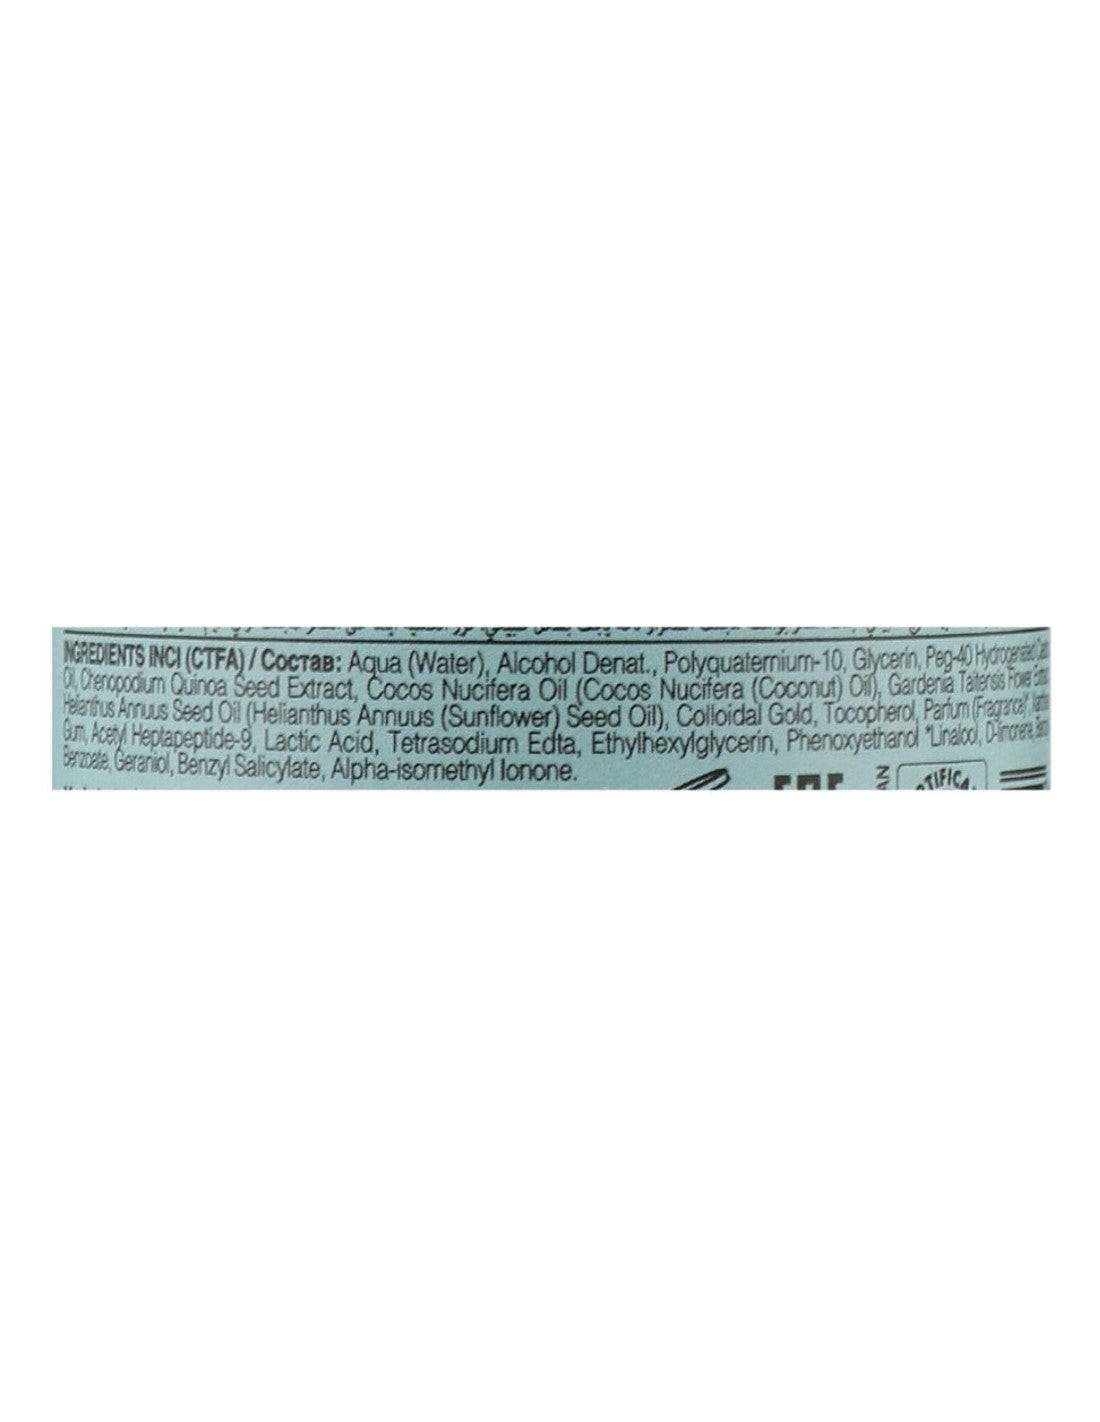 INGREDIENTS INCI (CTFA) / Состав: Aqua (Water), Alcohol Denat., Polyquaternium-10, Glycerin, Peg-40 Hydrogenated
Oil, Chenopodium Quinoa Seed Extract, Cocos Nucifera Oil (Cocos Nucifera (Coconut) Oil), Gardenia Taitensis Flower
Helianthus Annuus Seed Oil (Helianthus Annuus (Sunflower) Seed Oil), Colloidal Gold, Tocopherol, Parfum (Fragrance)*,
Gum, Acetyl Heptapeptide-9, Lactic Acid, Tetrasodium Edta, Ethylhexylglycerin, Phenoxyethanol *Linalool, D-limonene,
Benzoate, Geraniol, Benzyl Salicylate, Alpha-isomethyl Ionone.